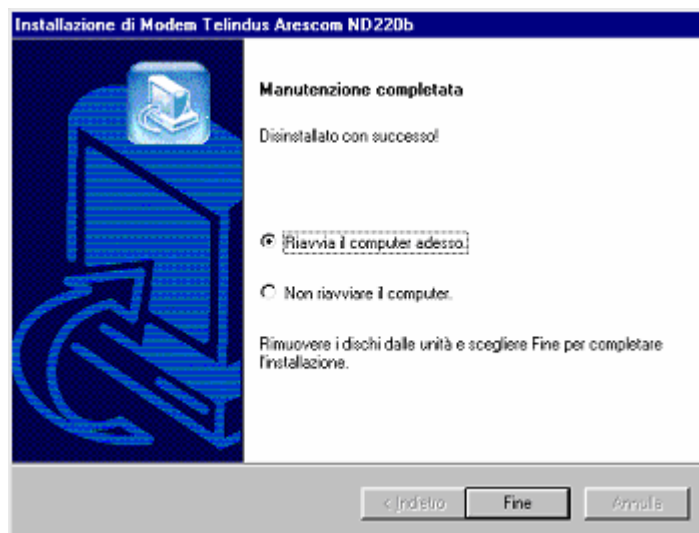 Installazione di Modem Telindus Arescom ND220b
Manutenzione completata
Disinstallato con successo!
Riavvia il computer adesso.
Non riavviare il computer.
Rimuovere i dischi dalle unità e scegliere Fine per completare
l'installazione.
< Indietro
Fine
Annulla